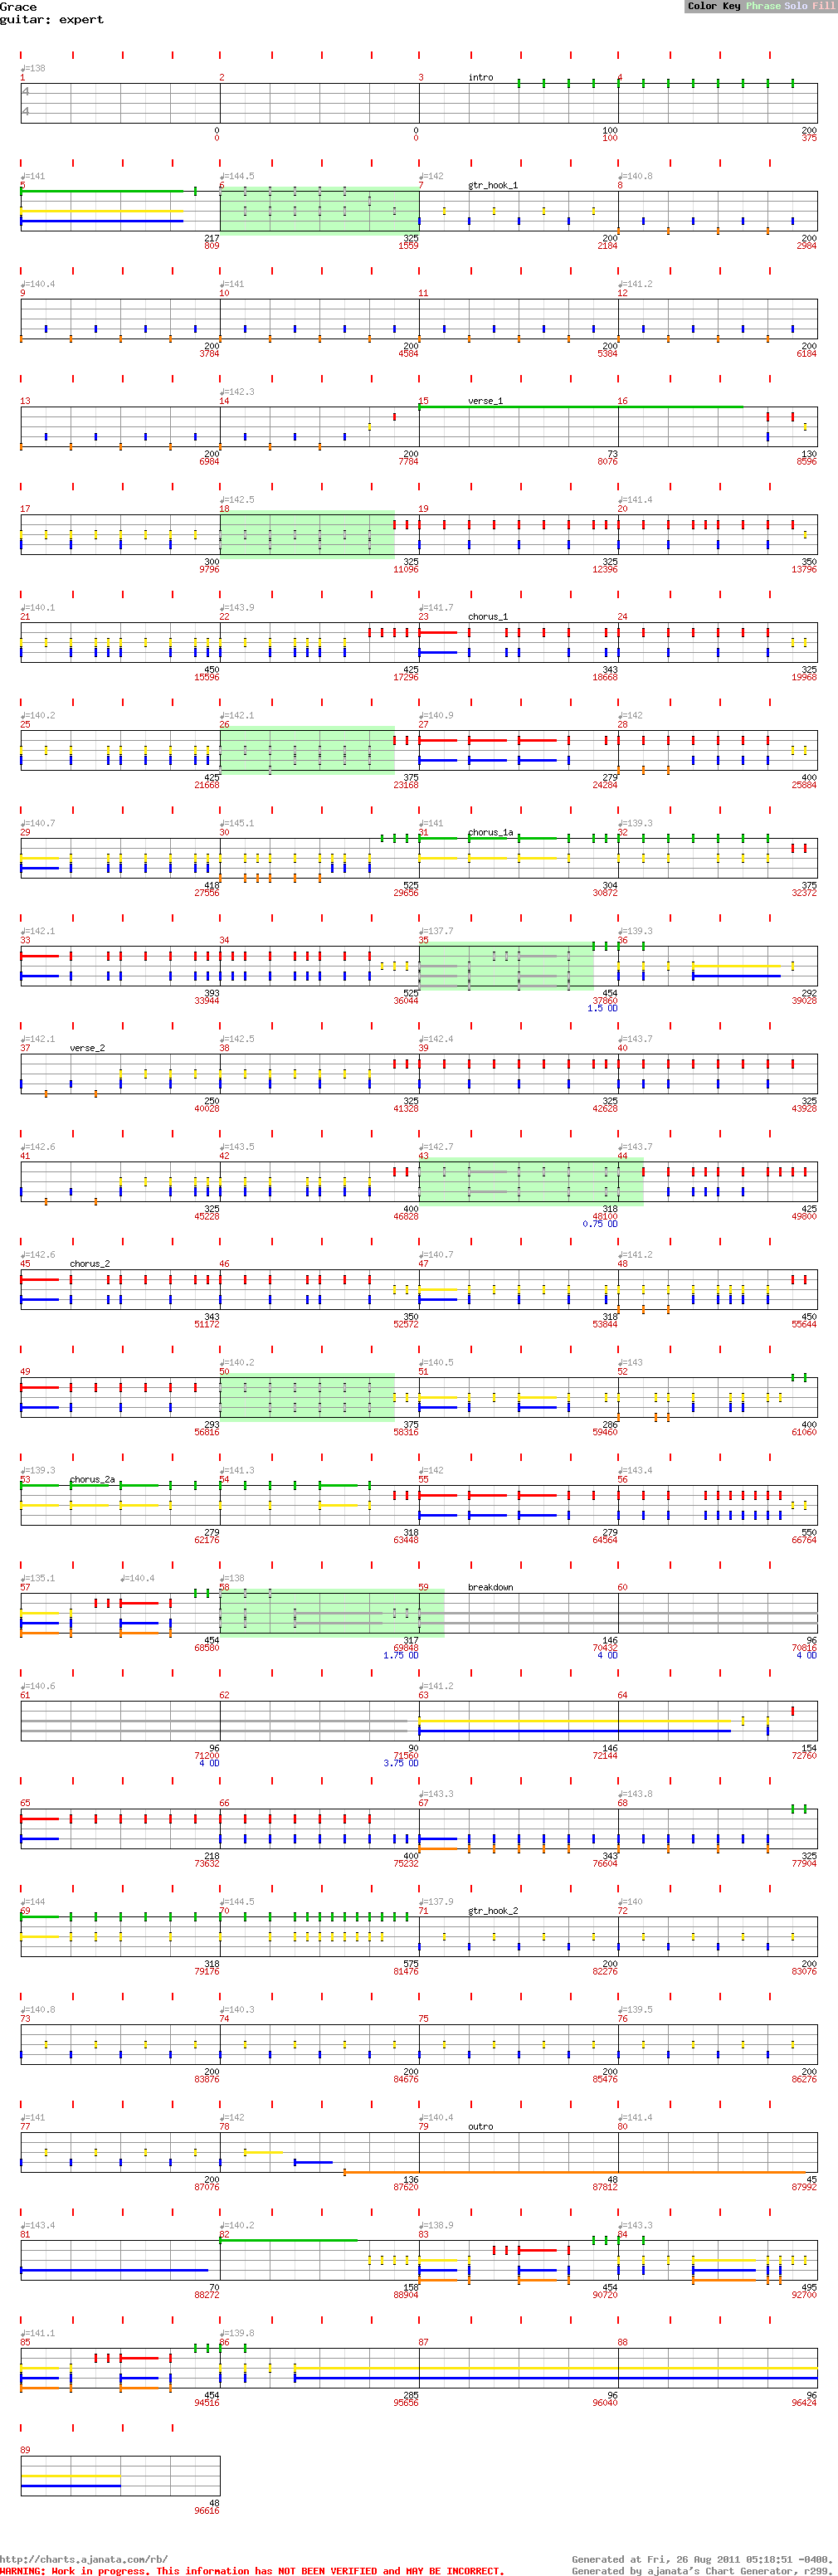 Grace
Color Key Phrase Solo Fill
guitar: expert
♩=138
1 2 3 intro 4
4
4
0 0 100 200
0 0 100 375
♩=141 ♩=144.5 ♩=142 ♩=140.8
5 6 7 gtr_hook_1 8
217 325 200 200
809 1559 2184 2984
♩=140.4 ♩=141 ♩=141.2
9 10 11 12
200 200 200 200
3784 4584 5384 6184
♩=142.3
13 14 15 verse_1 16
200 200 73 130
6984 7784 8076 8596
♩=142.5 ♩=141.4
17 18 19 20
300 325 325 350
9796 11096 12396 13796
♩=140.1 ♩=143.9 ♩=141.7
21 22 23 chorus_1 24
450 425 343 325
15596 17296 18668 19968
♩=140.2 ♩=142.1 ♩=140.9 ♩=142
25 26 27 28
425 375 279 400
21668 23168 24284 25884
♩=140.7 ♩=145.1 ♩=141 ♩=139.3
29 30 31 chorus_1a 32
418 525 304 375
27556 29656 30872 32372
♩=142.1 ♩=137.7 ♩=139.3
33 34 35 36
393 525 454 292
33944 36044 37860 39028
1.5 OD
♩=142.1 ♩=142.5 ♩=142.4 ♩=143.7
37 verse_2 38 39 40
250 325 325 325
40028 41328 42628 43928
♩=142.6 ♩=143.5 ♩=142.7 ♩=143.7
41 42 43 44
325 400 318 425
45228 46828 48100 49800
0.75 OD
♩=142.6 ♩=140.7 ♩=141.2
45 chorus_2 46 47 48
343 350 318 450
51172 52572 53844 55644
♩=140.2 ♩=140.5 ♩=143
49 50 51 52
293 375 286 400
56816 58316 59460 61060
♩=139.3 ♩=141.3 ♩=142 ♩=143.4
53 chorus_2a 54 55 56
279 318 279 550
62176 63448 64564 66764
♩=135.1 ♩=140.4 ♩=138
57 58 59 breakdown 60
454 317 146 96
68580 69848 70432 70816
1.75 OD 4 OD 4 OD
♩=140.6 ♩=141.2
61 62 63 64
96 90 146 154
71200 71560 72144 72760
4 OD 3.75 OD
♩=143.3 ♩=143.8
65 66 67 68
218 400 343 325
73632 75232 76604 77904
♩=144 ♩=144.5 ♩=137.9 ♩=140
69 70 71 gtr_hook_2 72
318 575 200 200
79176 81476 82276 83076
♩=140.8 ♩=140.3 ♩=139.5
73 74 75 76
200 200 200 200
83876 84676 85476 86276
♩=141 ♩=142 ♩=140.4 ♩=141.4
77 78 79 outro 80
200 136 48 45
87076 87620 87812 87992
♩=143.4 ♩=140.2 ♩=138.9 ♩=143.3
81 82 83 84
70 158 454 495
88272 88904 90720 92700
♩=141.1 ♩=139.8
85 86 87 88
454 285 96 96
94516 95656 96040 96424
89
48
96616
http://charts.ajanata.com/rb/ Generated at Fri, 26 Aug 2011 05:18:51 -0400.
WARNING: Work in progress. This information has NOT BEEN VERIFIED and MAY BE INCORRECT. Generated by ajanata's Chart Generator, r299.